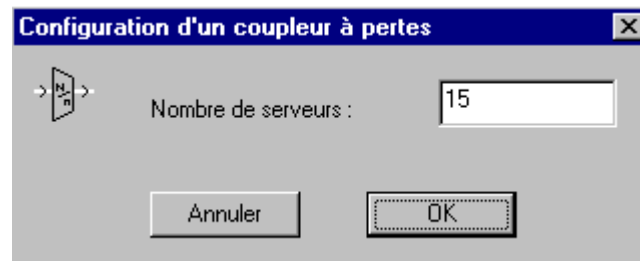 Configuration d'un coupleur à pertes
N
n
Nombre de serveurs :
15
Annuler
OK